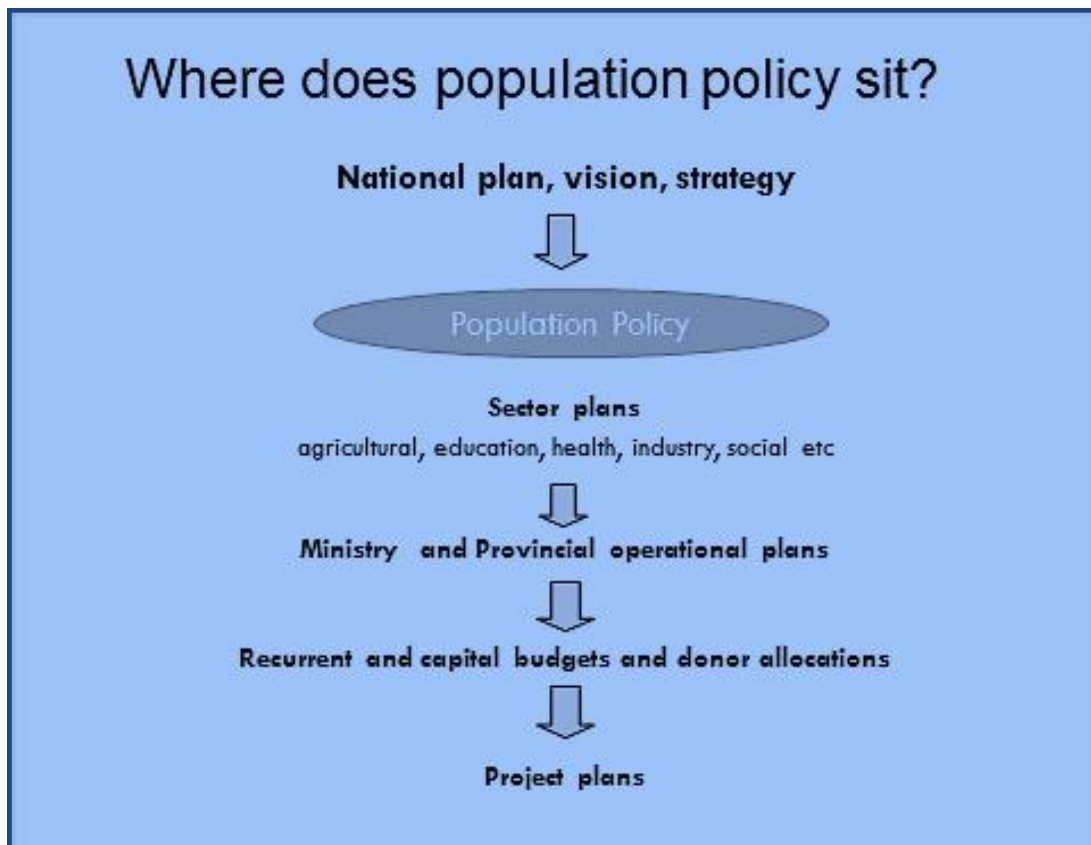 Where does population policy sit?
National plan, vision, strategy
Population Policy
Sector plans
agricultural, education, health, industry, social etc
Ministry and Provincial operational plans
Recurrent and capital budgets and donor allocations
Project plans